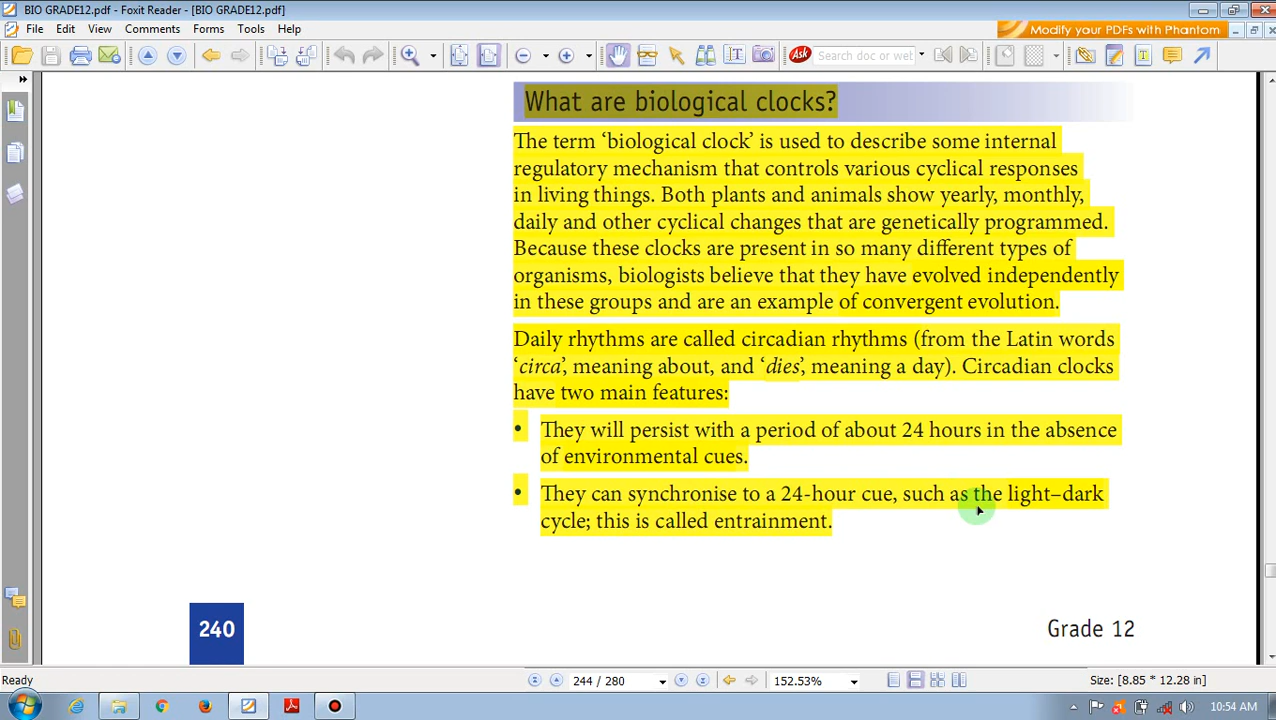 BIO GRADE12.pdf - Foxit Reader - [BIO GRADE12.pdf]
File Edit View Comments Forms Tools Help
Modify your PDFs with Phantom
Ask Search doc or wet
What are biological clocks?
The term ‘biological clock’ is used to describe some internal
regulatory mechanism that controls various cyclical responses
in living things. Both plants and animals show yearly, monthly,
daily and other cyclical changes that are genetically programmed.
Because these clocks are present in so many different types of
organisms, biologists believe that they have evolved independently
in these groups and are an example of convergent evolution.
Daily rhythms are called circadian rhythms (from the Latin words
‘circa’, meaning about, and ‘dies’, meaning a day). Circadian clocks
have two main features:
• They will persist with a period of about 24 hours in the absence
of environmental cues.
• They can synchronise to a 24-hour cue, such as the light–dark
cycle; this is called entrainment.
240
Grade 12
Ready 244 / 280 152.53% Size: [8.85 * 12.28 in]
10:54 AM